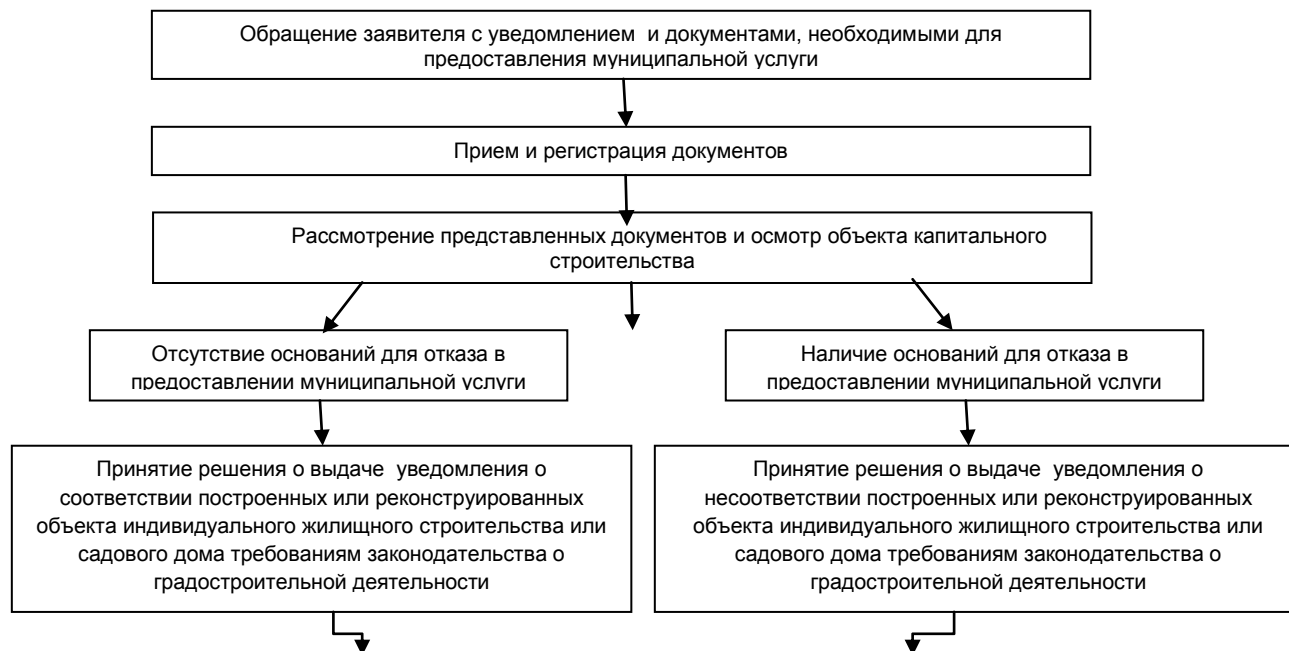 Обращение заявителя с уведомлением  и документами, необходимыми для
предоставления муниципальной услуги
Прием и регистрация документов
Рассмотрение представленных документов и осмотр объекта капитального
строительства
Отсутствие оснований для отказа в
предоставлении муниципальной услуги
Наличие оснований для отказа в
предоставлении муниципальной услуги
Принятие решения о выдаче  уведомления о
соответствии построенных или реконструированных
объекта индивидуального жилищного строительства или
садового дома требованиям законодательства о
градостроительной деятельности
Принятие решения о выдаче  уведомления о
несоответствии построенных или реконструированных
объекта индивидуального жилищного строительства или
садового дома требованиям законодательства о
градостроительной деятельности